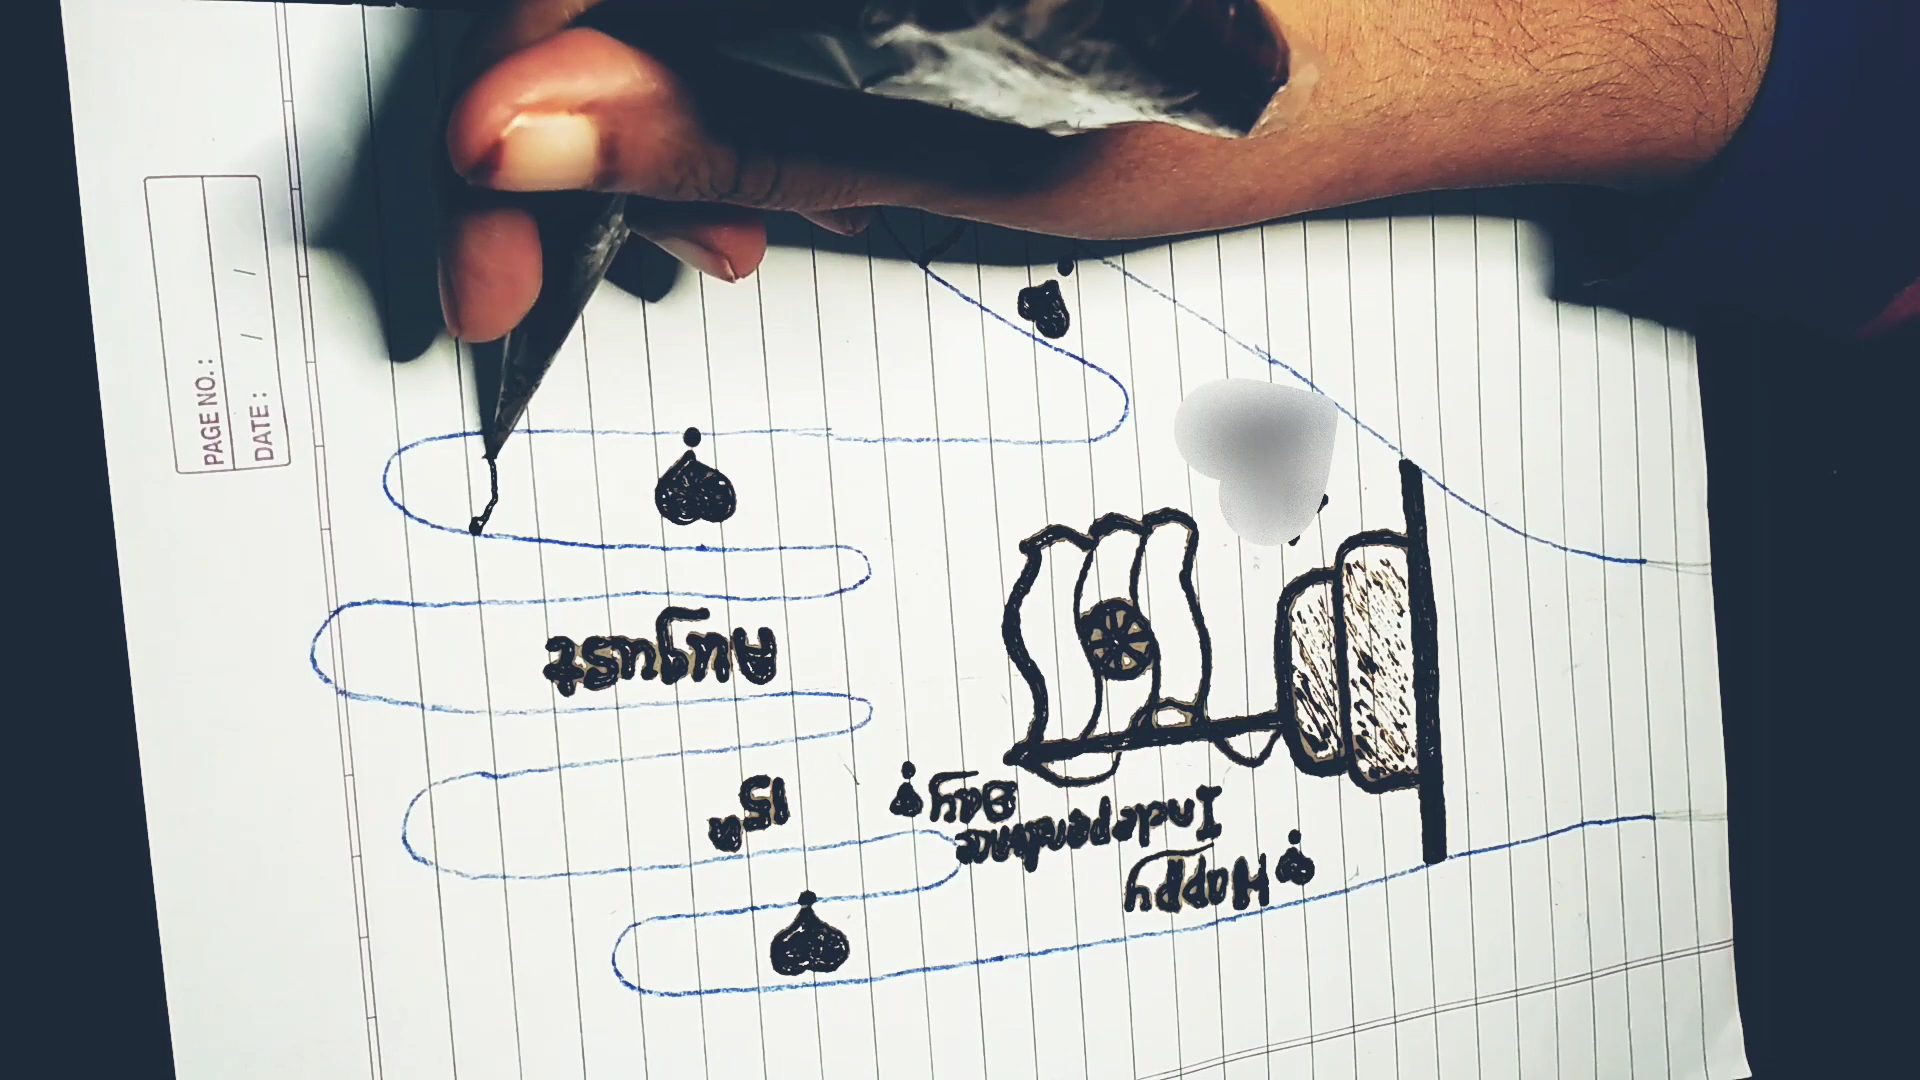 PAGE NO.:
DATE: / /
Happy
Independence
Day
15th
August